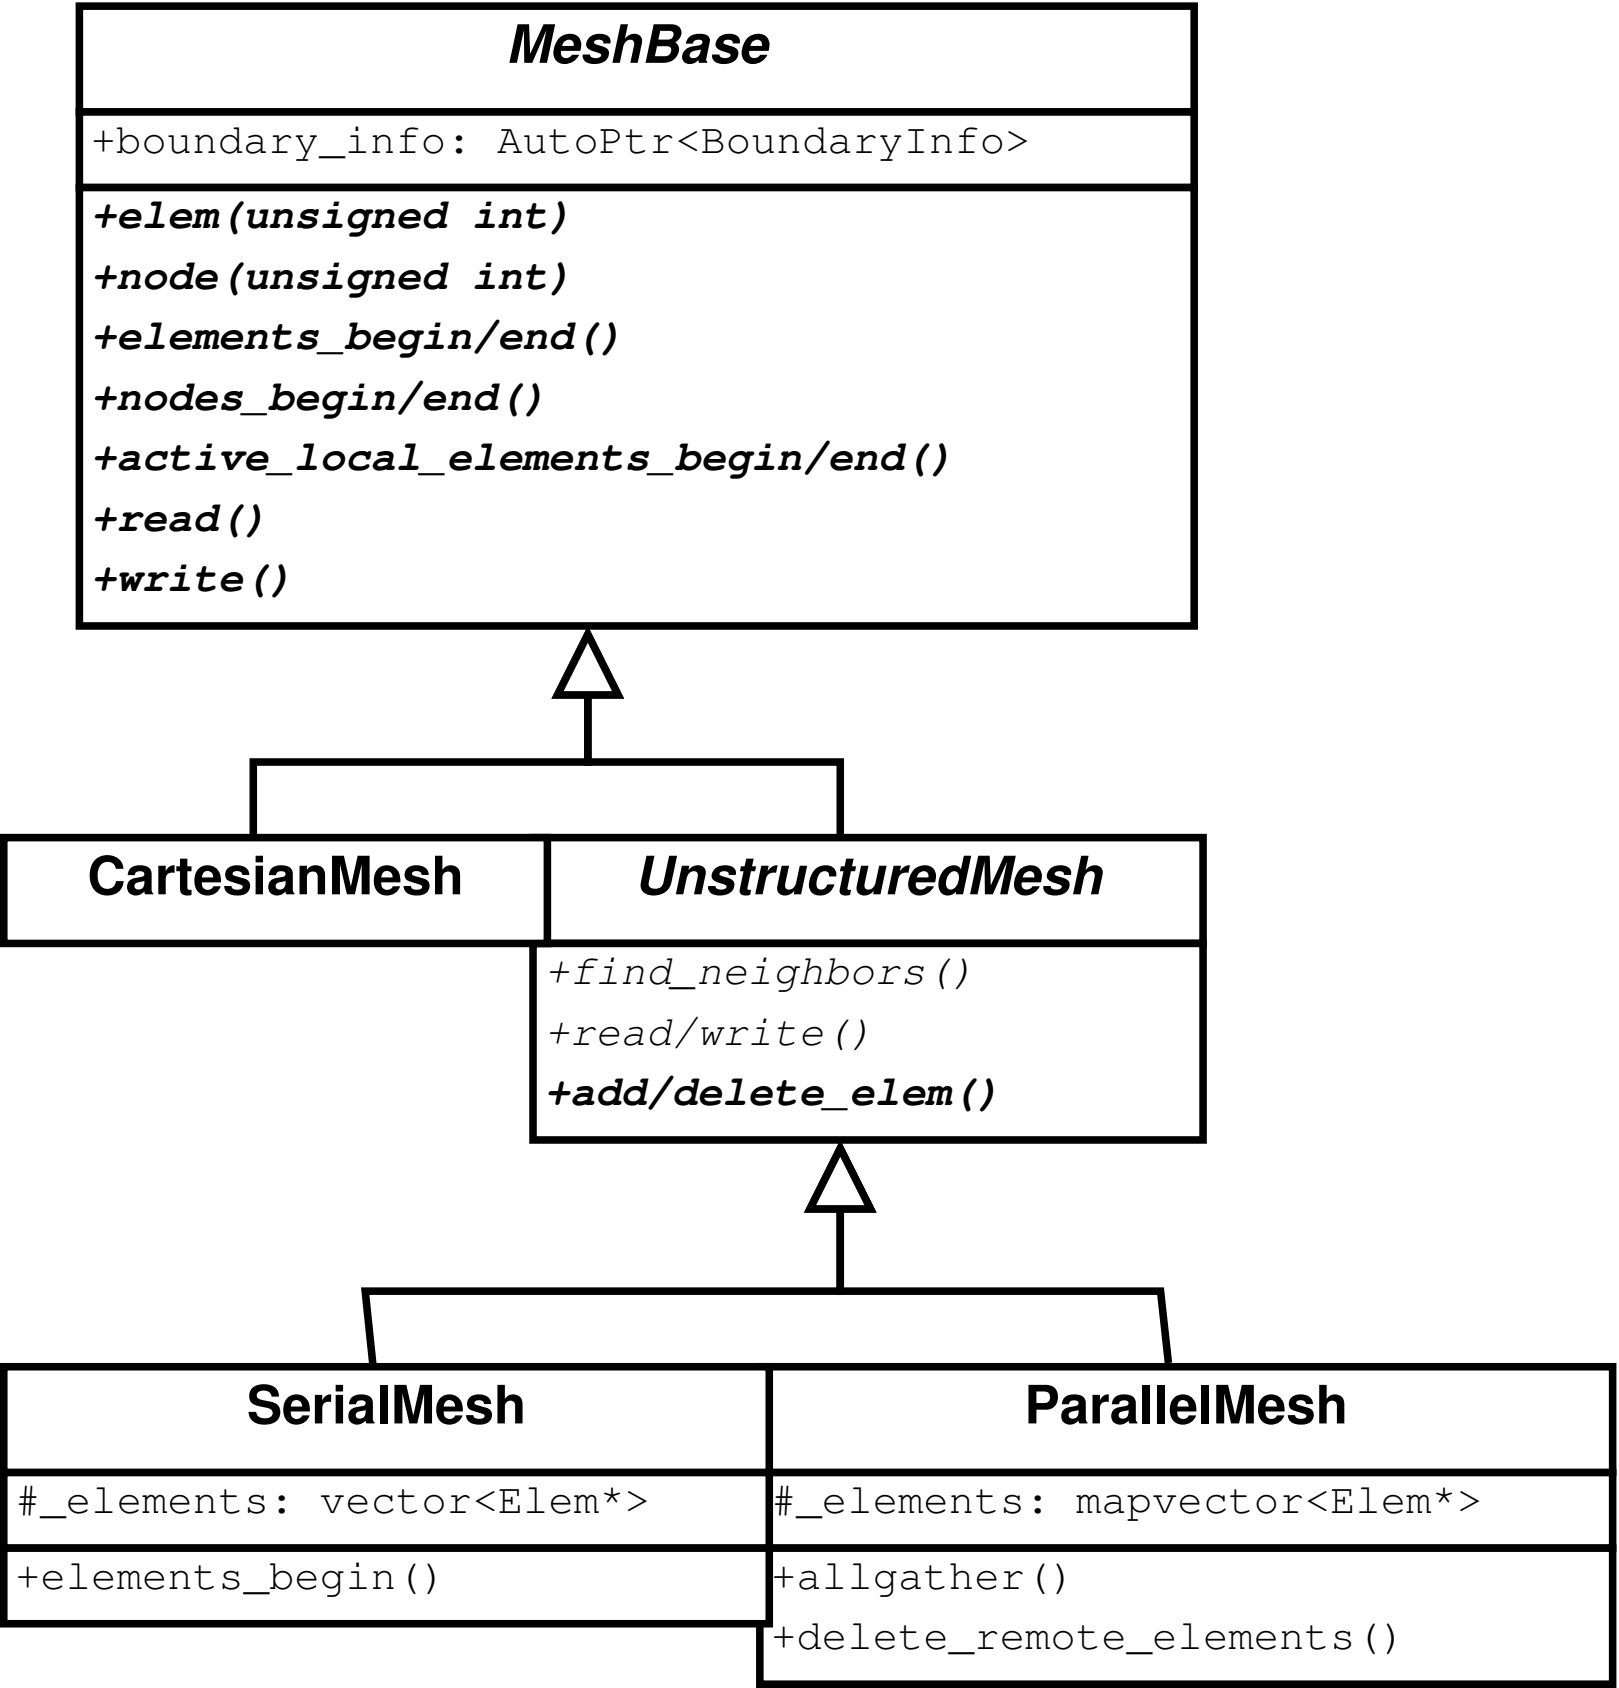 MeshBase
+boundary_info: AutoPtr<BoundaryInfo>
+elem(unsigned int)
+node(unsigned int)
+elements_begin/end()
+nodes_begin/end()
+active_local_elements_begin/end()
+read()
+write()
CartesianMesh
UnstructuredMesh
+find_neighbors()
+read/write()
+add/delete_elem()
SerialMesh
#_elements: vector<Elem*>
+elements_begin()
ParallelMesh
#_elements: mapvector<Elem*>
+allgather()
+delete_remote_elements()